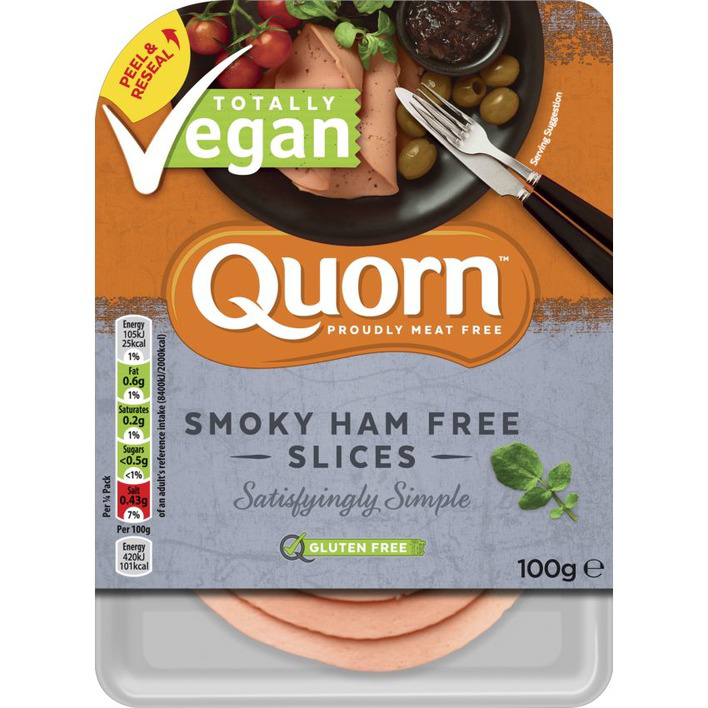 PEEL &
RESEAL
TOTALLY
Vegan
Serving Suggestion
Quorn™
PROUDLY MEAT FREE
Energy
105kJ
25kcal
1%
Fat
0.6g
1%
Saturates
0.2g
1%
Sugars
<0.5g
<1%
Salt
0.43g
7%
Per ¼ Pack
of an adult's reference intake (8400kJ/2000kcal)
Per 100g
Energy
420kJ
101kcal
SMOKY HAM FREE
SLICES
Satisfyingly Simple
GLUTEN FREE
100g ℮